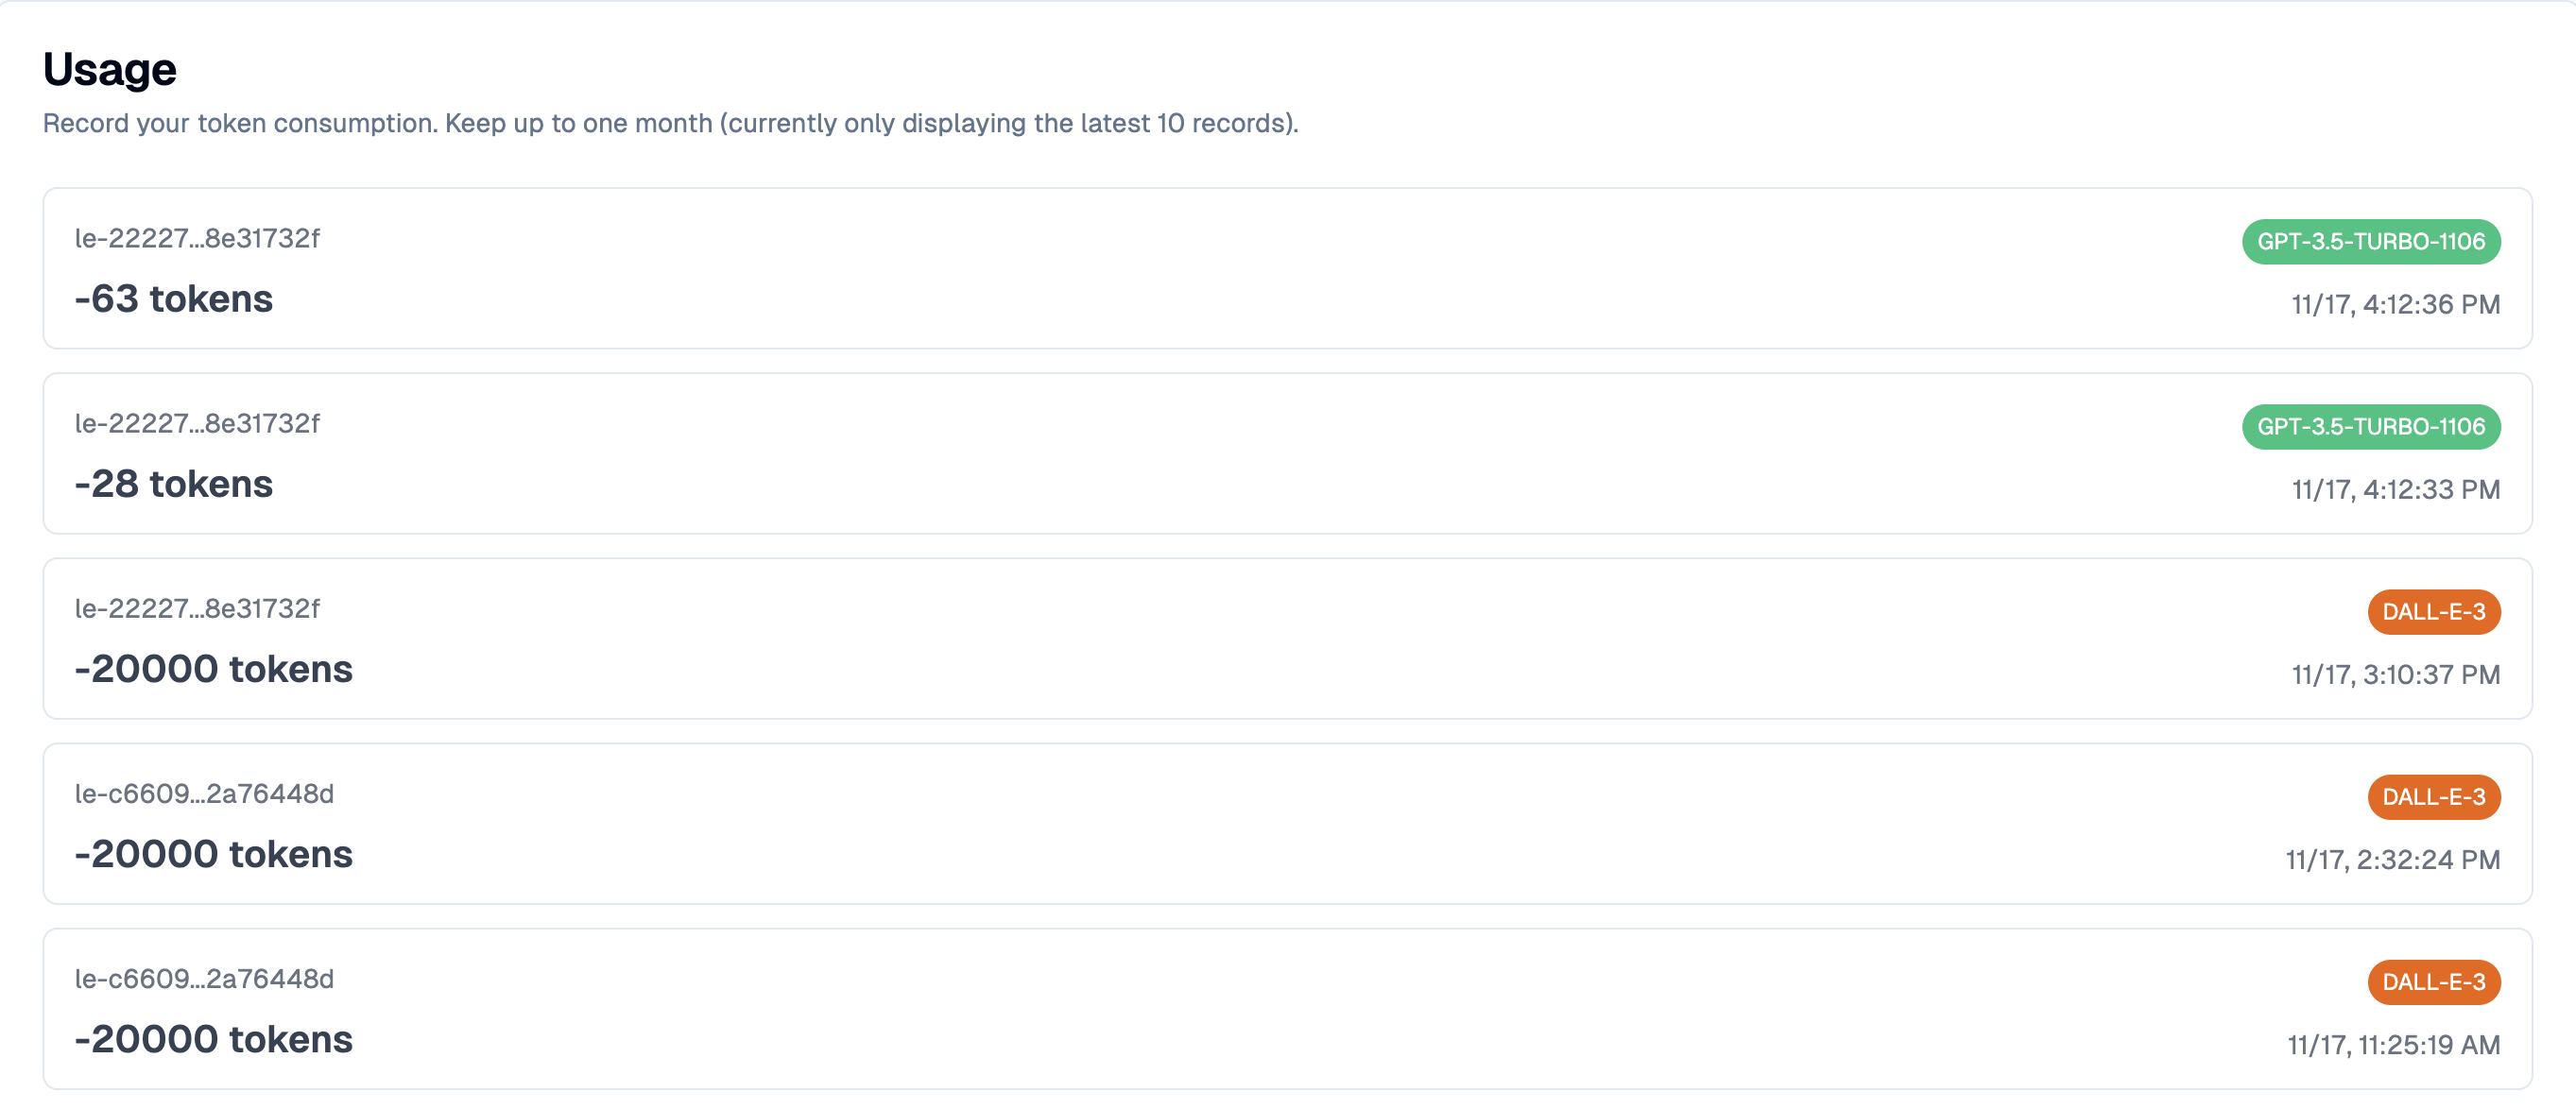 Usage
Record your token consumption. Keep up to one month (currently only displaying the latest 10 records).
le-22227...8e31732f
GPT-3.5-TURBO-1106
-63 tokens
11/17, 4:12:36 PM
le-22227...8e31732f
GPT-3.5-TURBO-1106
-28 tokens
11/17, 4:12:33 PM
le-22227...8e31732f
DALL-E-3
-20000 tokens
11/17, 3:10:37 PM
le-c6609...2a76448d
DALL-E-3
-20000 tokens
11/17, 2:32:24 PM
le-c6609...2a76448d
DALL-E-3
-20000 tokens
11/17, 11:25:19 AM